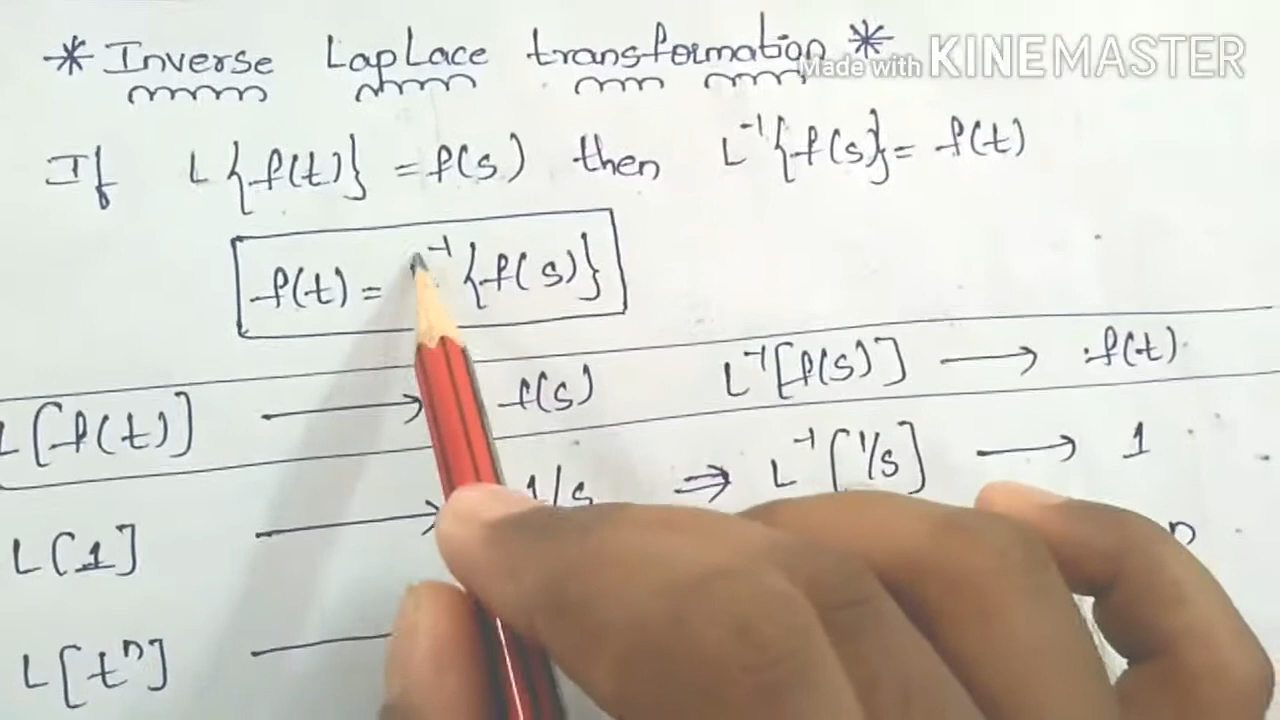 * Inverse Laplace transformation *
Made with KINEMASTER
If L{f(t)} = f(s) then L⁻¹{f(s)} = f(t)
f(t) = ⁻¹{f(s)}
L[f(t)] → f(s) L⁻¹[f(s)] → f(t)
L[1] → 1/s ⇒ L⁻¹[1/s] → 1
L[tⁿ] n